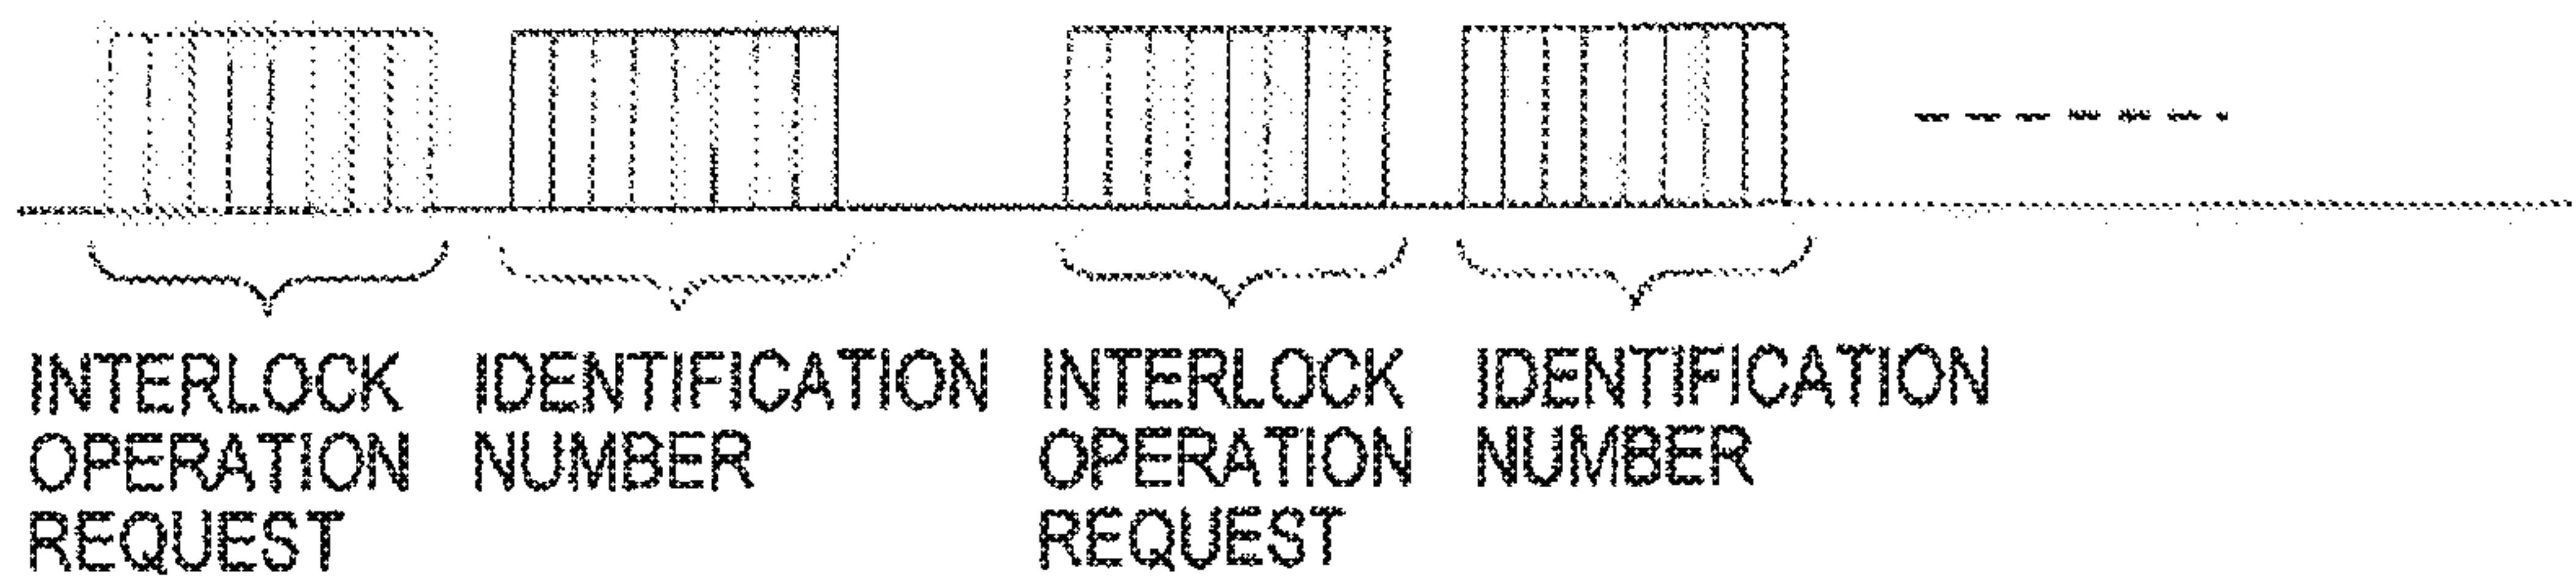 INTERLOCK
OPERATION
REQUEST
IDENTIFICATION
NUMBER
INTERLOCK
OPERATION
REQUEST
IDENTIFICATION
NUMBER